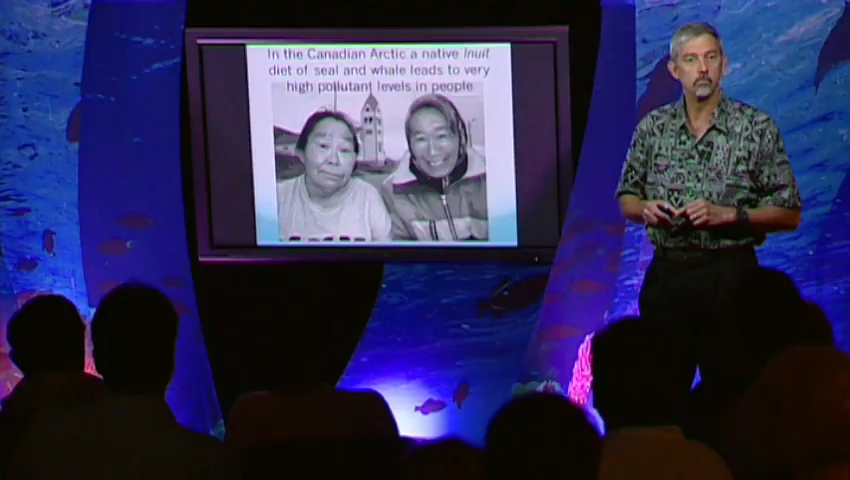 In the Canadian Arctic a native Inuit
diet of seal and whale leads to very
high pollutant levels in people